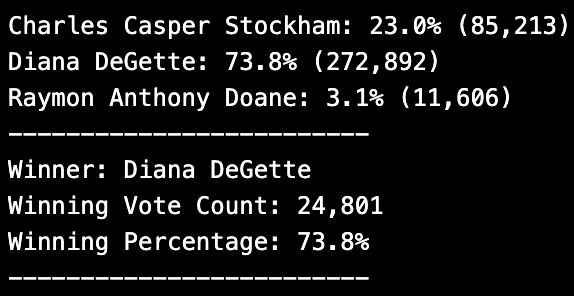 Charles Casper Stockham: 23.0% (85,213)
Diana DeGette: 73.8% (272,892)
Raymon Anthony Doane: 3.1% (11,606)
-------------------------
Winner: Diana DeGette
Winning Vote Count: 24,801
Winning Percentage: 73.8%
-------------------------